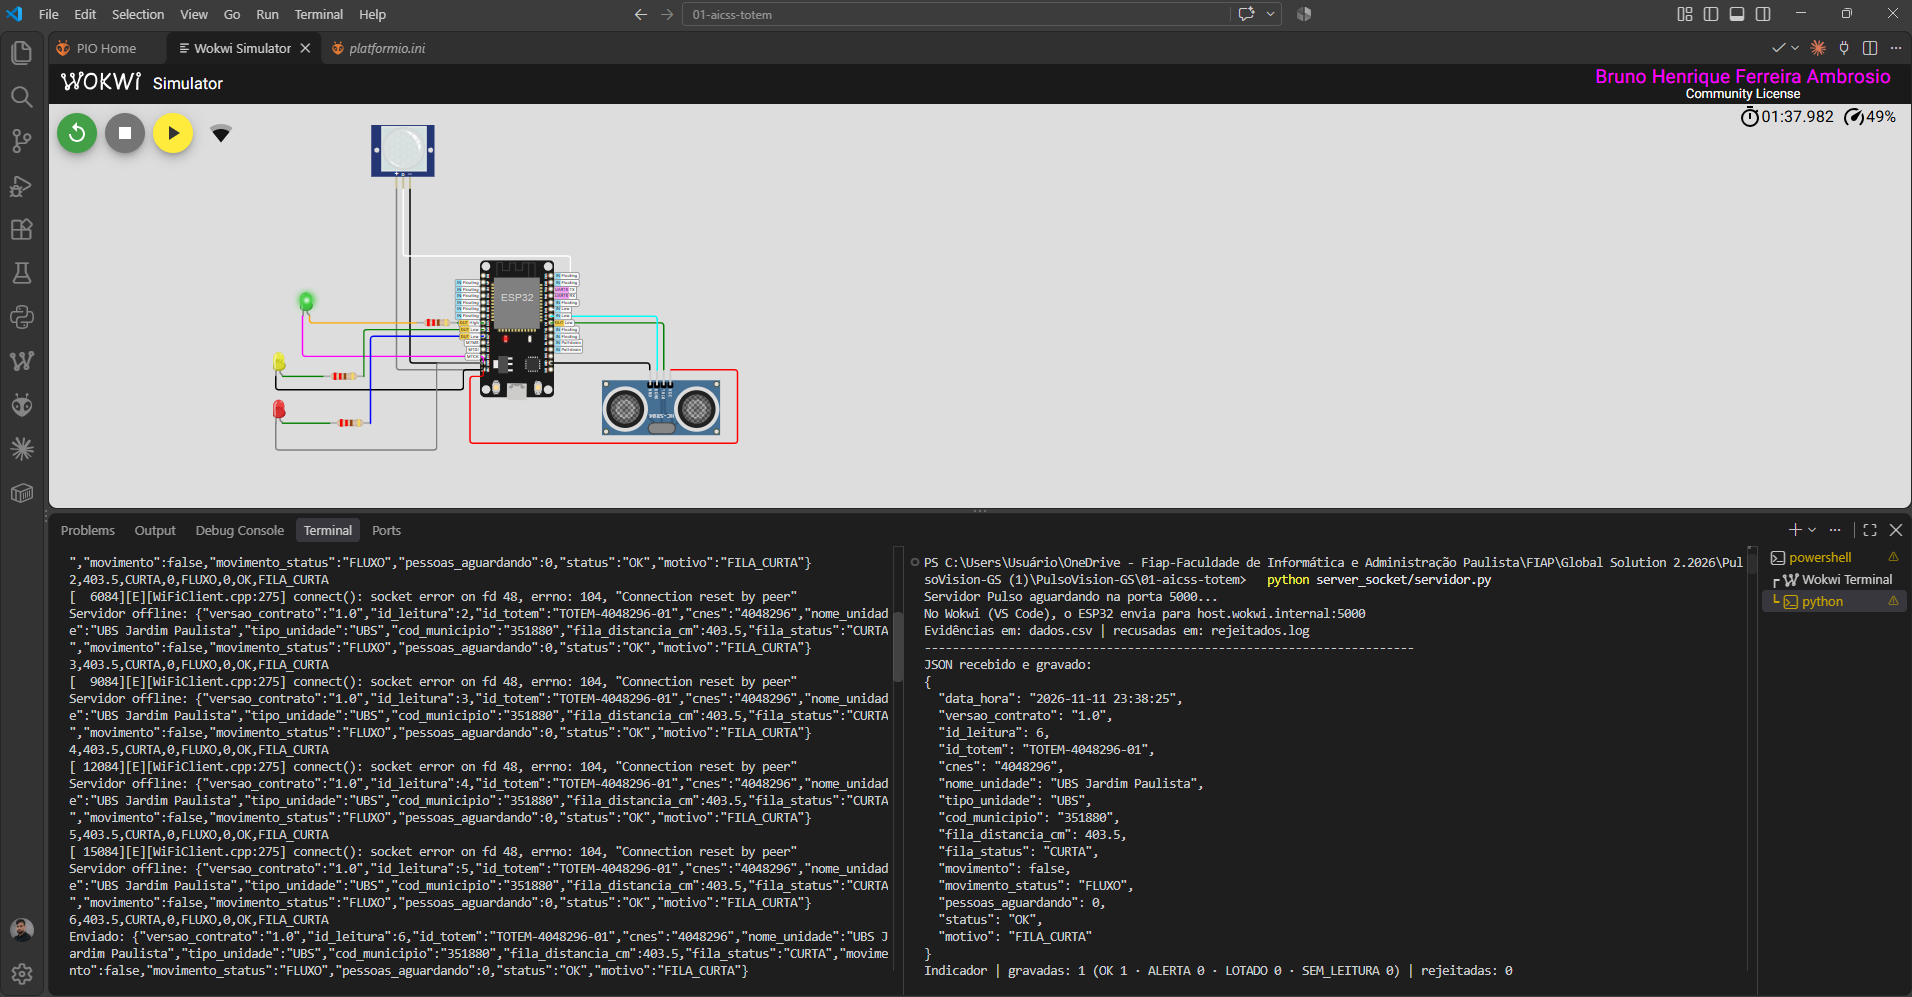 File Edit Selection View Go Run Terminal Help
01-aicss-totem
PIO Home
Wokwi Simulator
platformio.ini
WOKWi Simulator
Bruno Henrique Ferreira Ambrosio
Community License
01:37.982 49%
ESP32
HC-SR04
Problems Output Debug Console Terminal Ports
","movimento":false,"movimento_status":"FLUXO","pessoas_aguardando":0,"status":"OK","motivo":"FILA_CURTA"}
2,403.5,CURTA,0,FLUXO,0,OK,FILA_CURTA
[  6084][E][WiFiClient.cpp:275] connect(): socket error on fd 48, errno: 104, "Connection reset by peer"
Servidor offline: {"versao_contrato":"1.0","id_leitura":2,"id_totem":"TOTEM-4048296-01","cnes":"4048296","nome_unidad
e":"UBS Jardim Paulista","tipo_unidade":"UBS","cod_municipio":"351880","fila_distancia_cm":403.5,"fila_status":"CURTA
","movimento":false,"movimento_status":"FLUXO","pessoas_aguardando":0,"status":"OK","motivo":"FILA_CURTA"}
3,403.5,CURTA,0,FLUXO,0,OK,FILA_CURTA
[  9084][E][WiFiClient.cpp:275] connect(): socket error on fd 48, errno: 104, "Connection reset by peer"
Servidor offline: {"versao_contrato":"1.0","id_leitura":3,"id_totem":"TOTEM-4048296-01","cnes":"4048296","nome_unidad
e":"UBS Jardim Paulista","tipo_unidade":"UBS","cod_municipio":"351880","fila_distancia_cm":403.5,"fila_status":"CURTA
","movimento":false,"movimento_status":"FLUXO","pessoas_aguardando":0,"status":"OK","motivo":"FILA_CURTA"}
4,403.5,CURTA,0,FLUXO,0,OK,FILA_CURTA
[ 12084][E][WiFiClient.cpp:275] connect(): socket error on fd 48, errno: 104, "Connection reset by peer"
Servidor offline: {"versao_contrato":"1.0","id_leitura":4,"id_totem":"TOTEM-4048296-01","cnes":"4048296","nome_unidad
e":"UBS Jardim Paulista","tipo_unidade":"UBS","cod_municipio":"351880","fila_distancia_cm":403.5,"fila_status":"CURTA
","movimento":false,"movimento_status":"FLUXO","pessoas_aguardando":0,"status":"OK","motivo":"FILA_CURTA"}
5,403.5,CURTA,0,FLUXO,0,OK,FILA_CURTA
[ 15084][E][WiFiClient.cpp:275] connect(): socket error on fd 48, errno: 104, "Connection reset by peer"
Servidor offline: {"versao_contrato":"1.0","id_leitura":5,"id_totem":"TOTEM-4048296-01","cnes":"4048296","nome_unidad
e":"UBS Jardim Paulista","tipo_unidade":"UBS","cod_municipio":"351880","fila_distancia_cm":403.5,"fila_status":"CURTA
","movimento":false,"movimento_status":"FLUXO","pessoas_aguardando":0,"status":"OK","motivo":"FILA_CURTA"}
6,403.5,CURTA,0,FLUXO,0,OK,FILA_CURTA
Enviado: {"versao_contrato":"1.0","id_leitura":6,"id_totem":"TOTEM-4048296-01","cnes":"4048296","nome_unidade":"UBS J
ardim Paulista","tipo_unidade":"UBS","cod_municipio":"351880","fila_distancia_cm":403.5,"fila_status":"CURTA","movime
nto":false,"movimento_status":"FLUXO","pessoas_aguardando":0,"status":"OK","motivo":"FILA_CURTA"}
PS C:\Users\Usuário\OneDrive - Fiap-Faculdade de Informática e Administração Paulista\FIAP\Global Solution 2.2026\Pul
soVision-GS (1)\PulsoVision-GS\01-aicss-totem> python server_socket/servidor.py
Servidor Pulso aguardando na porta 5000...
No Wokwi (VS Code), o ESP32 envia para host.wokwi.internal:5000
Evidências em: dados.csv | recusadas em: rejeitados.log
----------------------------------------------------------------------
JSON recebido e gravado:
{
"data_hora": "2026-11-11 23:38:25",
"versao_contrato": "1.0",
"id_leitura": 6,
"id_totem": "TOTEM-4048296-01",
"cnes": "4048296",
"nome_unidade": "UBS Jardim Paulista",
"tipo_unidade": "UBS",
"cod_municipio": "351880",
"fila_distancia_cm": 403.5,
"fila_status": "CURTA",
"movimento": false,
"movimento_status": "FLUXO",
"pessoas_aguardando": 0,
"status": "OK",
"motivo": "FILA_CURTA"
}
Indicador | gravadas: 1 (OK 1 · ALERTA 0 · LOTADO 0 · SEM_LEITURA 0) | rejeitadas: 0
powershell
Wokwi Terminal
python